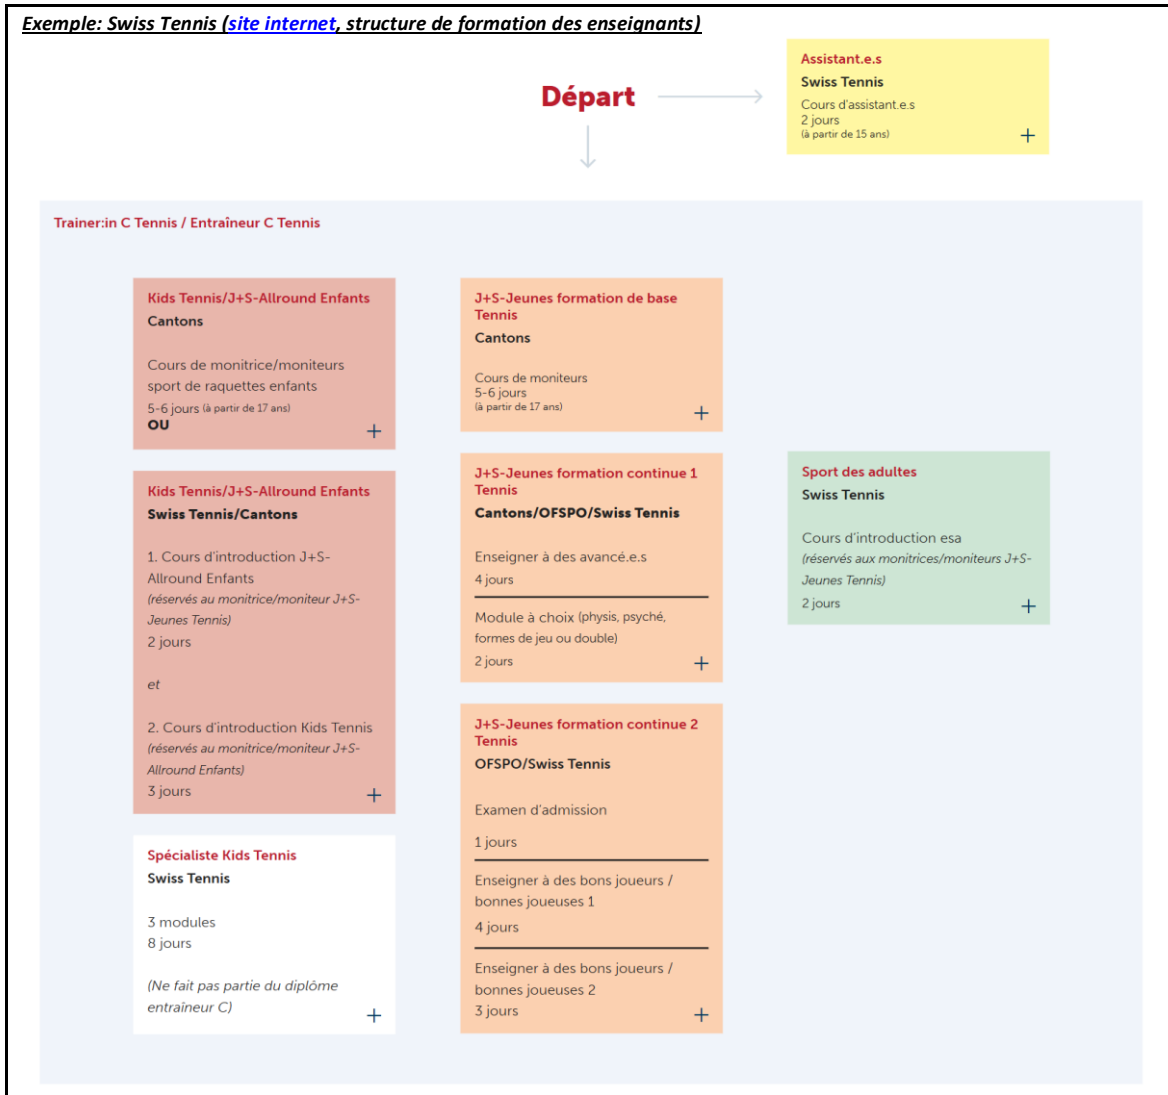 Exemple: Swiss Tennis (site internet, structure de formation des enseignants)
Départ
Assistant.e.s
Swiss Tennis
Cours d'assistant.e.s
2 jours
(à partir de 15 ans)
+
Trainer:in C Tennis / Entraîneur C Tennis
Kids Tennis/J+S-Allround Enfants
Cantons
Cours de monitrice/moniteurs
sport de raquettes enfants
5-6 jours (à partir de 17 ans)
OU
+
Kids Tennis/J+S-Allround Enfants
Swiss Tennis/Cantons
1. Cours d'introduction J+S-
Allround Enfants
(réservés au monitrice/moniteur J+S-
Jeunes Tennis)
2 jours
et
2. Cours d'introduction Kids Tennis
(réservés au monitrice/moniteur J+S-
Allround Enfants)
3 jours
+
Spécialiste Kids Tennis
Swiss Tennis
3 modules
8 jours
(Ne fait pas partie du diplôme
entraîneur C)
+
J+S-Jeunes formation de base
Tennis
Cantons
Cours de moniteurs
5-6 jours
(à partir de 17 ans)
+
J+S-Jeunes formation continue 1
Tennis
Cantons/OFSPO/Swiss Tennis
Enseigner à des avancé.e.s
4 jours
Module à choix (physis, psyché,
formes de jeu ou double)
2 jours
+
J+S-Jeunes formation continue 2
Tennis
OFSPO/Swiss Tennis
Examen d'admission
1 jours
Enseigner à des bons joueurs /
bonnes joueuses 1
4 jours
Enseigner à des bons joueurs /
bonnes joueuses 2
3 jours
+
Sport des adultes
Swiss Tennis
Cours d'introduction esa
(réservés aux monitrices/moniteurs J+S-
Jeunes Tennis)
2 jours
+